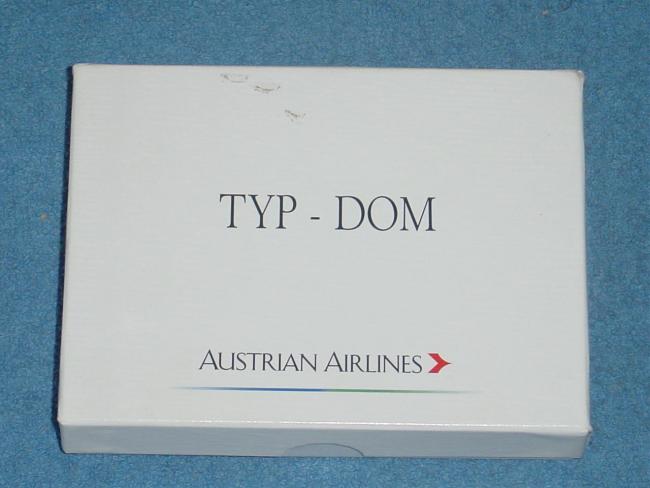 TYP - DOM
AUSTRIAN AIRLINES